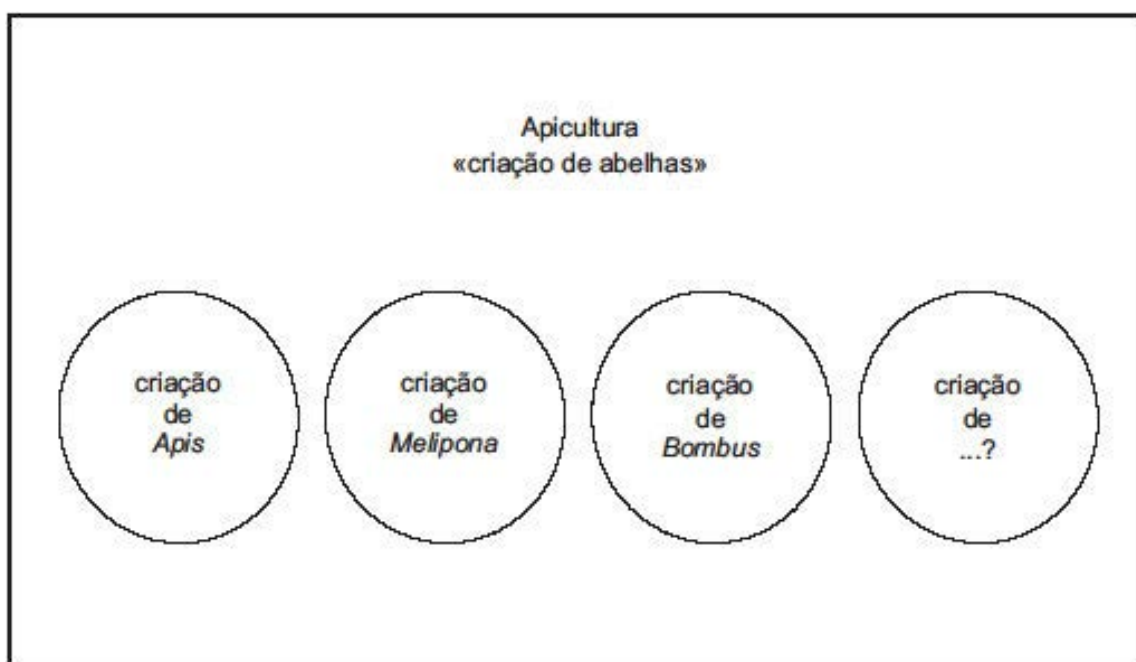 Apicultura
«criação de abelhas»
criação
de
Apis
criação
de
Melipona
criação
de
Bombus
criação
de
...?